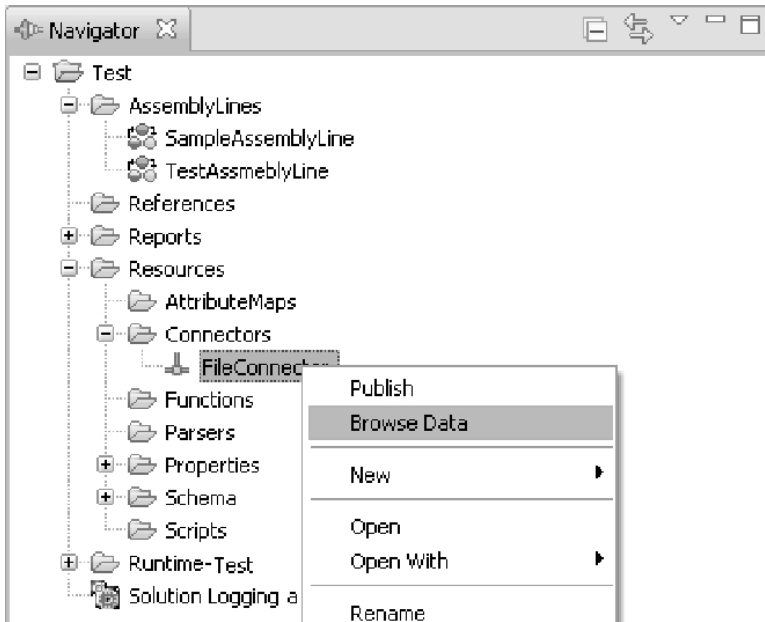 Navigator
Test
AssemblyLines
SampleAssemblyLine
TestAssmeblyLine
References
Reports
Resources
AttributeMaps
Connectors
FileConnector
Functions
Parsers
Properties
Schema
Scripts
Runtime-Test
Solution Logging a
Publish
Browse Data
New
Open
Open With
Rename